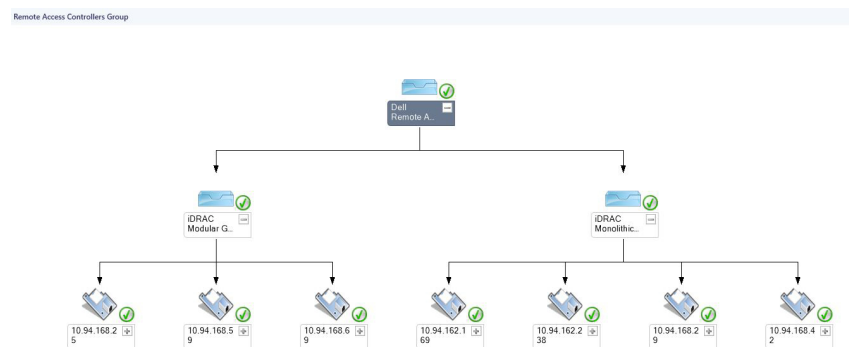 Remote Access Controllers Group
Dell
Remote A...
iDRAC
Modular G...
iDRAC
Monolithic...
10.94.168.2
5
10.94.168.5
9
10.94.168.6
9
10.94.162.1
69
10.94.162.2
38
10.94.168.2
9
10.94.168.4
2